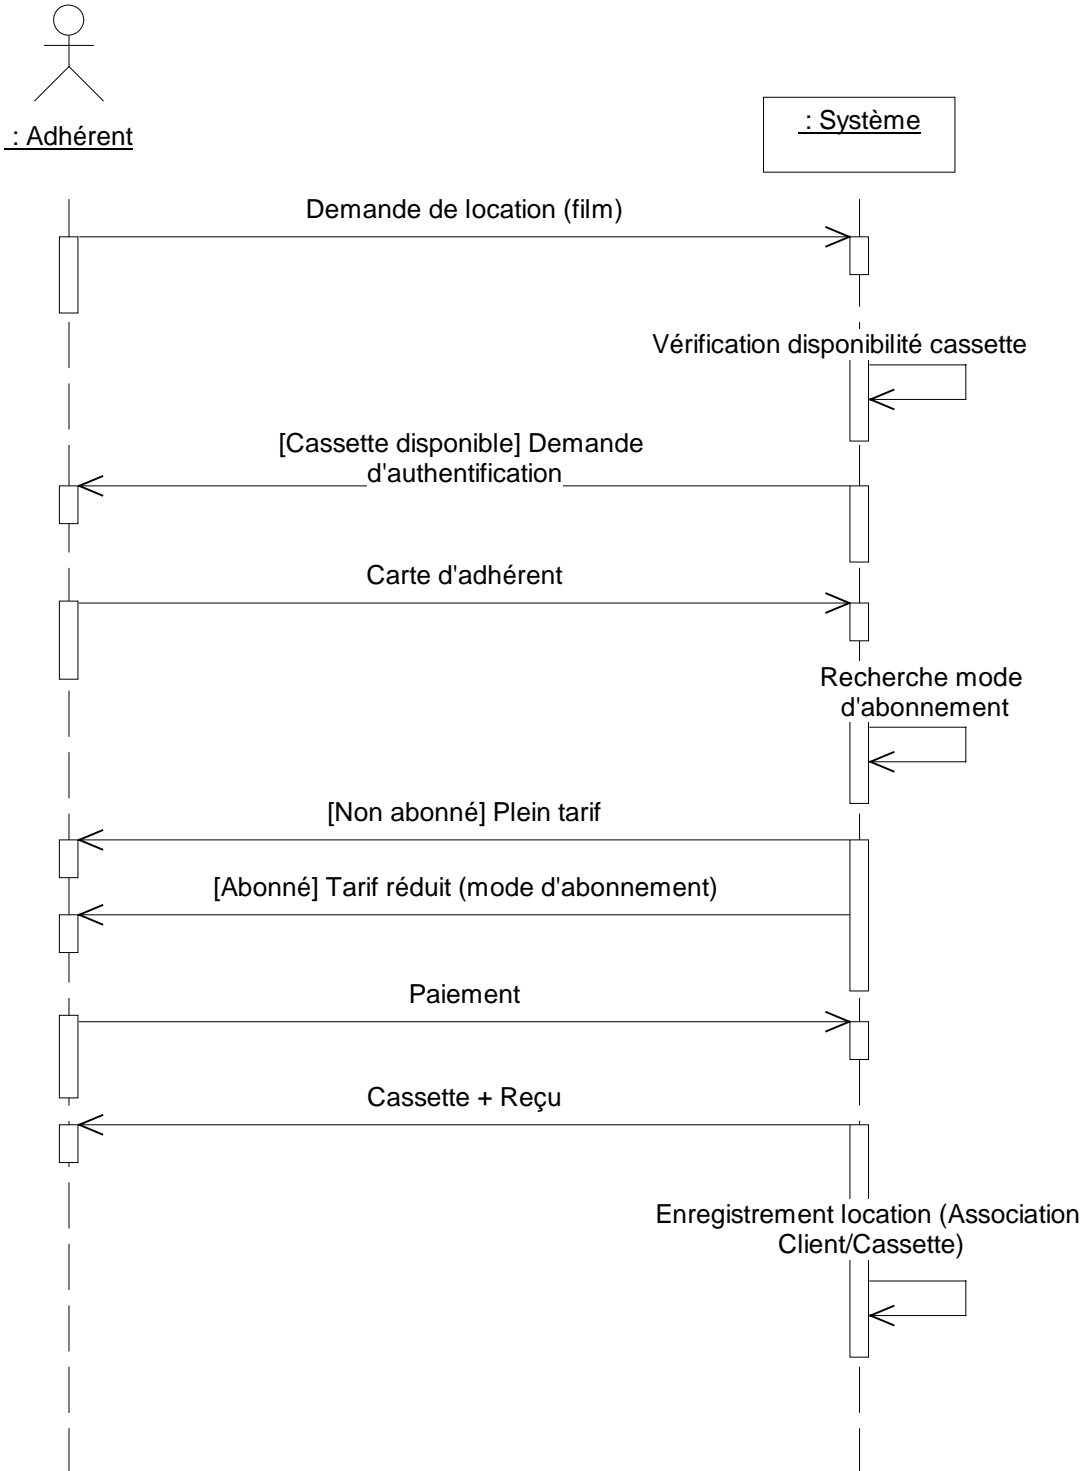 : Adhérent
: Système
Demande de location (film)
Vérification disponibilité cassette
[Cassette disponible] Demande
d'authentification
Carte d'adhérent
Recherche mode
d'abonnement
[Non abonné] Plein tarif
[Abonné] Tarif réduit (mode d'abonnement)
Paiement
Cassette + Reçu
Enregistrement location (Association
Client/Cassette)